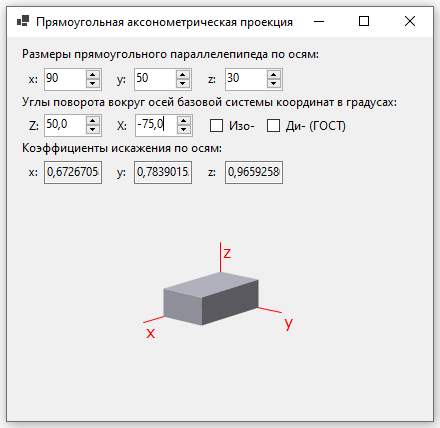 Прямоугольная аксонометрическая проекция
Размеры прямоугольного параллелепипеда по осям:
x: 90 y: 50 z: 30
Углы поворота вокруг осей базовой системы координат в градусах:
Z: 50,0 X: -75,0 Изо- Ди- (ГОСТ)
Коэффициенты искажения по осям:
x: 0,6726705 y: 0,7839015 z: 0,9659258
z
x
y